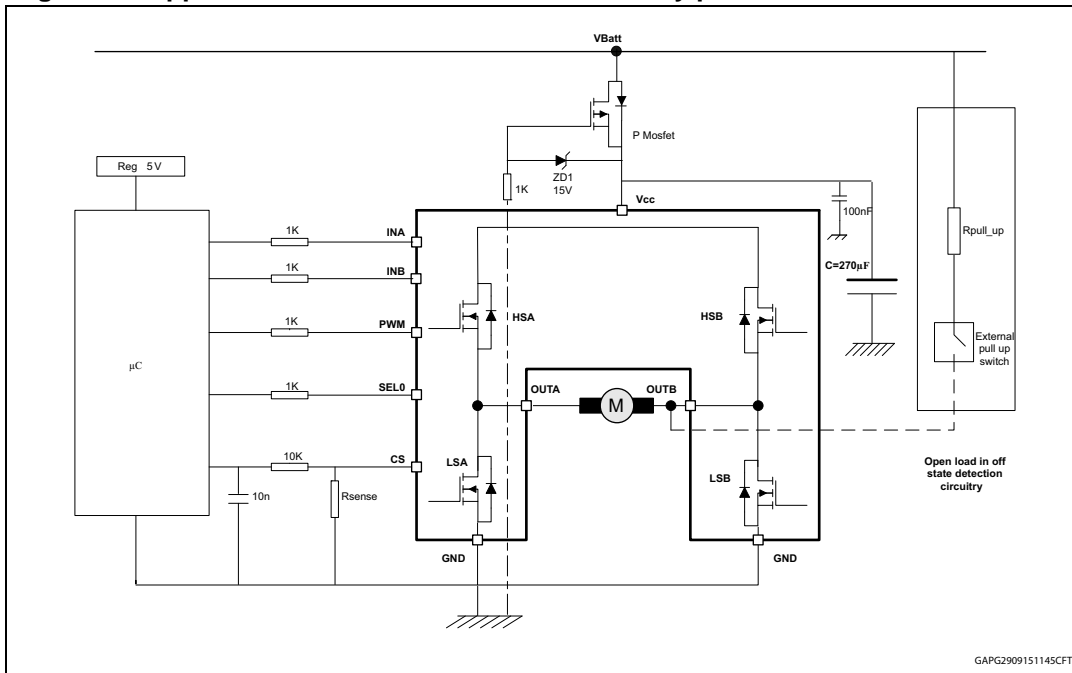 VBatt
P Mosfet
Reg 5 V
ZD1
15V
1K
Vcc
100nF
Rpull_up
1K
INA
C=270µF
1K
INB
HSA
HSB
External
pull up
switch
1K
PWM
µC
1K
SEL0
OUTA
M
OUTB
10K
CS
LSA
LSB
Open load in off
state detection
circuitry
10n
Rsense
GND
GND
GAPG2909151145CFT